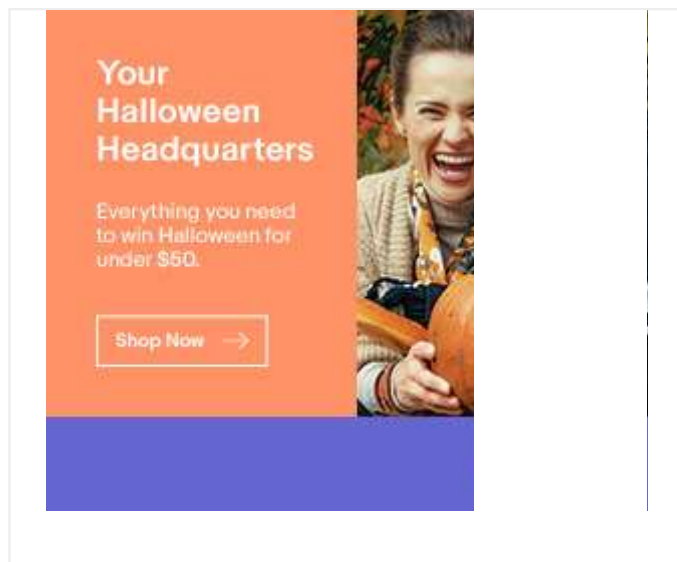 Your
Halloween
Headquarters
Everything you need
to win Halloween for
under $50.
Shop Now